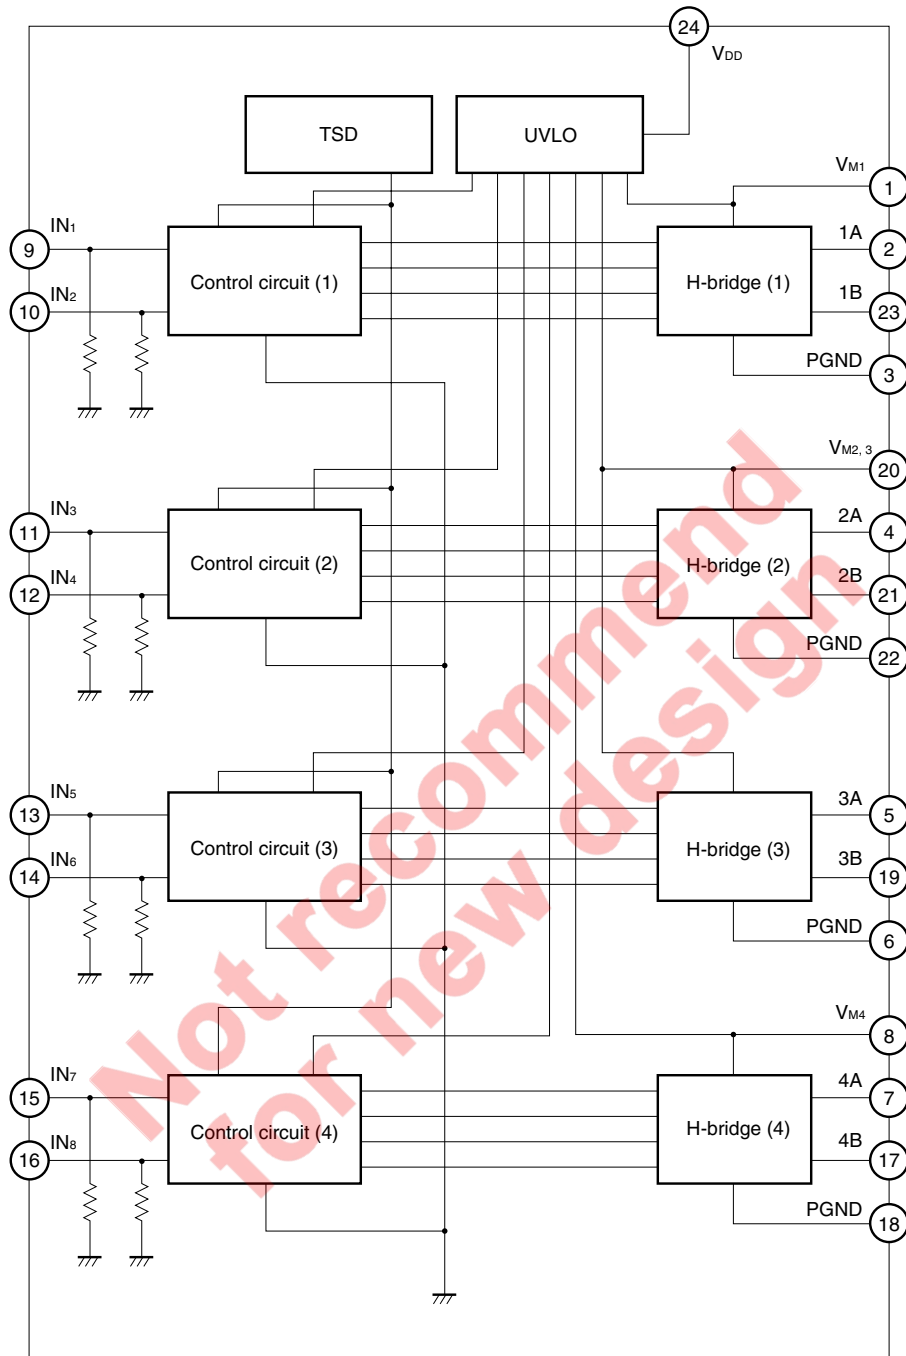 24
VDD
TSD
UVLO
VM1
1
IN1
9
1A
2
Control circuit (1)
H-bridge (1)
IN2
10
1B
23
PGND
3
VM2, 3
20
IN3
11
2A
4
Control circuit (2)
H-bridge (2)
IN4
12
2B
21
PGND
22
IN5
13
3A
5
Control circuit (3)
H-bridge (3)
IN6
14
3B
19
PGND
6
VM4
8
IN7
15
4A
7
Control circuit (4)
H-bridge (4)
IN8
16
4B
17
PGND
18
Not recommend
for new design